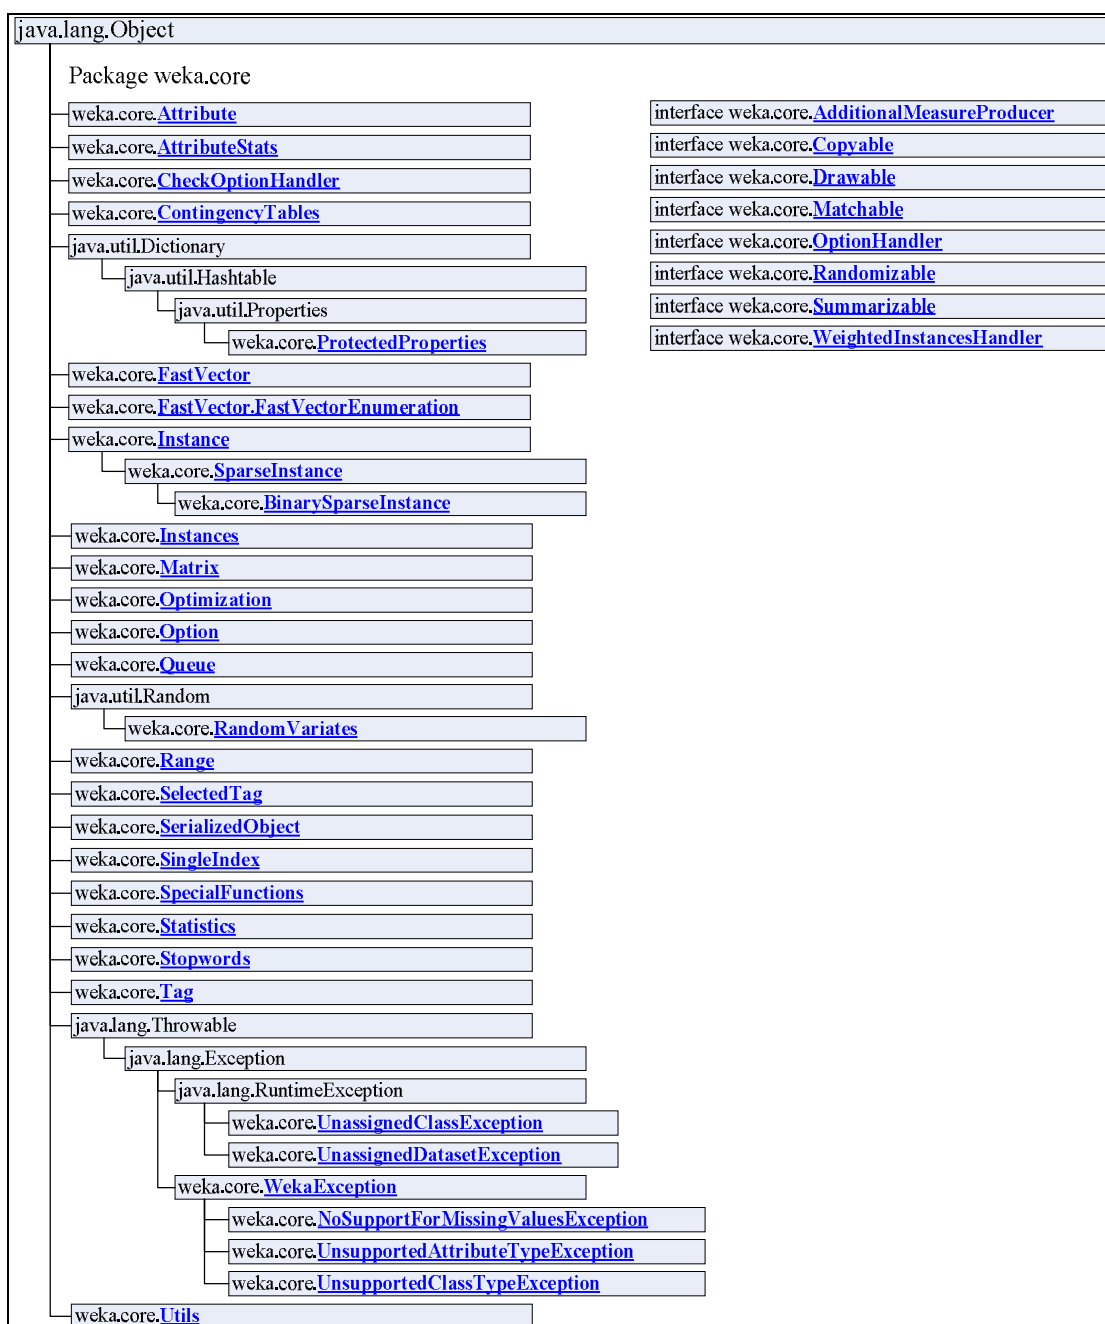 java.lang.Object
Package weka.core
weka.core.Attribute
weka.core.AttributeStats
weka.core.CheckOptionHandler
weka.core.ContingencyTables
java.util.Dictionary
java.util.Hashtable
java.util.Properties
weka.core.ProtectedProperties
weka.core.FastVector
weka.core.FastVector.FastVectorEnumeration
weka.core.Instance
weka.core.SparseInstance
weka.core.BinarySparseInstance
weka.core.Instances
weka.core.Matrix
weka.core.Optimization
weka.core.Option
weka.core.Queue
java.util.Random
weka.core.RandomVariates
weka.core.Range
weka.core.SelectedTag
weka.core.SerializedObject
weka.core.SingleIndex
weka.core.SpecialFunctions
weka.core.Statistics
weka.core.Stopwords
weka.core.Tag
java.lang.Throwable
java.lang.Exception
java.lang.RuntimeException
weka.core.UnassignedClassException
weka.core.UnassignedDatasetException
weka.core.WekaException
weka.core.NoSupportForMissingValuesException
weka.core.UnsupportedAttributeTypeException
weka.core.UnsupportedClassTypeException
weka.core.Utils
interface weka.core.AdditionalMeasureProducer
interface weka.core.Copyable
interface weka.core.Drawable
interface weka.core.Matchable
interface weka.core.OptionHandler
interface weka.core.Randomizable
interface weka.core.Summarizable
interface weka.core.WeightedInstancesHandler